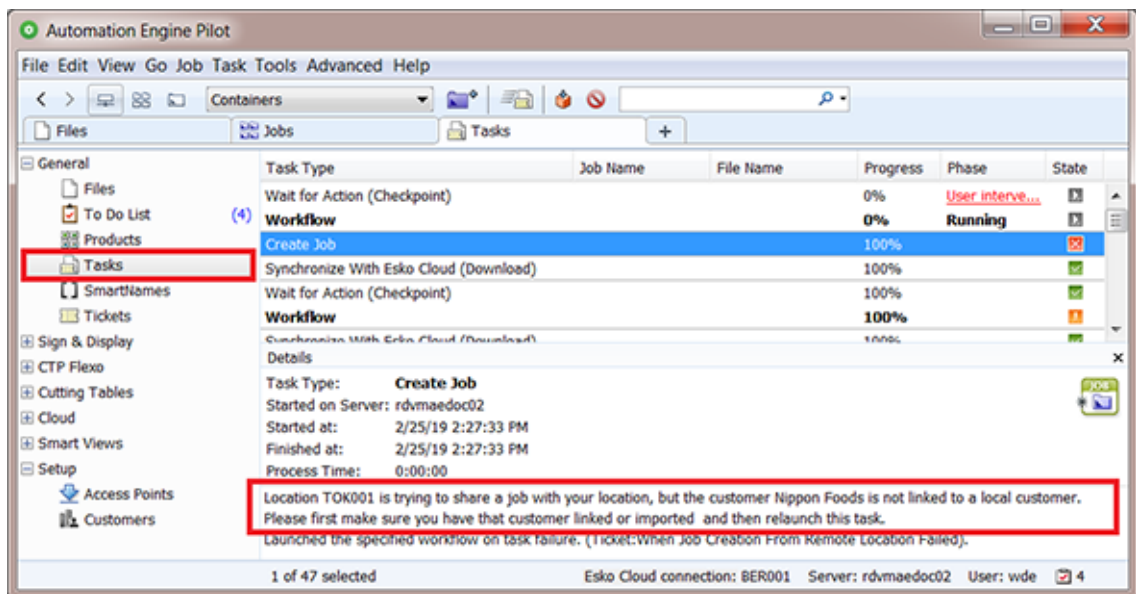 Automation Engine Pilot
File Edit View Go Job Task Tools Advanced Help
Containers
Files Jobs Tasks +
General
Files
To Do List (4)
Products
Tasks
SmartNames
Tickets
Sign & Display
CTP Flexo
Cutting Tables
Cloud
Smart Views
Setup
Access Points
Customers
Task Type Job Name File Name Progress Phase State
Wait for Action (Checkpoint) 0% User interve...
Workflow 0% Running
Create Job 100%
Synchronize With Esko Cloud (Download) 100%
Wait for Action (Checkpoint) 100%
Workflow 100%
Synchronize With Esko Cloud (Download) 100%
Details
Task Type: Create Job
JOB
Started on Server: rdvmaedoc02
Started at: 2/25/19 2:27:33 PM
Finished at: 2/25/19 2:27:33 PM
Process Time: 0:00:00
Location TOK001 is trying to share a job with your location, but the customer Nippon Foods is not linked to a local customer.
Please first make sure you have that customer linked or imported and then relaunch this task.
Launched the specified workflow on task failure. (Ticket:When Job Creation From Remote Location Failed).
1 of 47 selected Esko Cloud connection: BER001 Server: rdvmaedoc02 User: wde 4